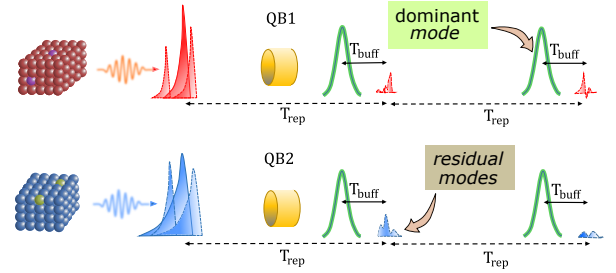 QB1
dominant
mode
T_buff
T_buff
T_rep
T_rep
QB2
residual
modes
T_buff
T_buff
T_rep
T_rep